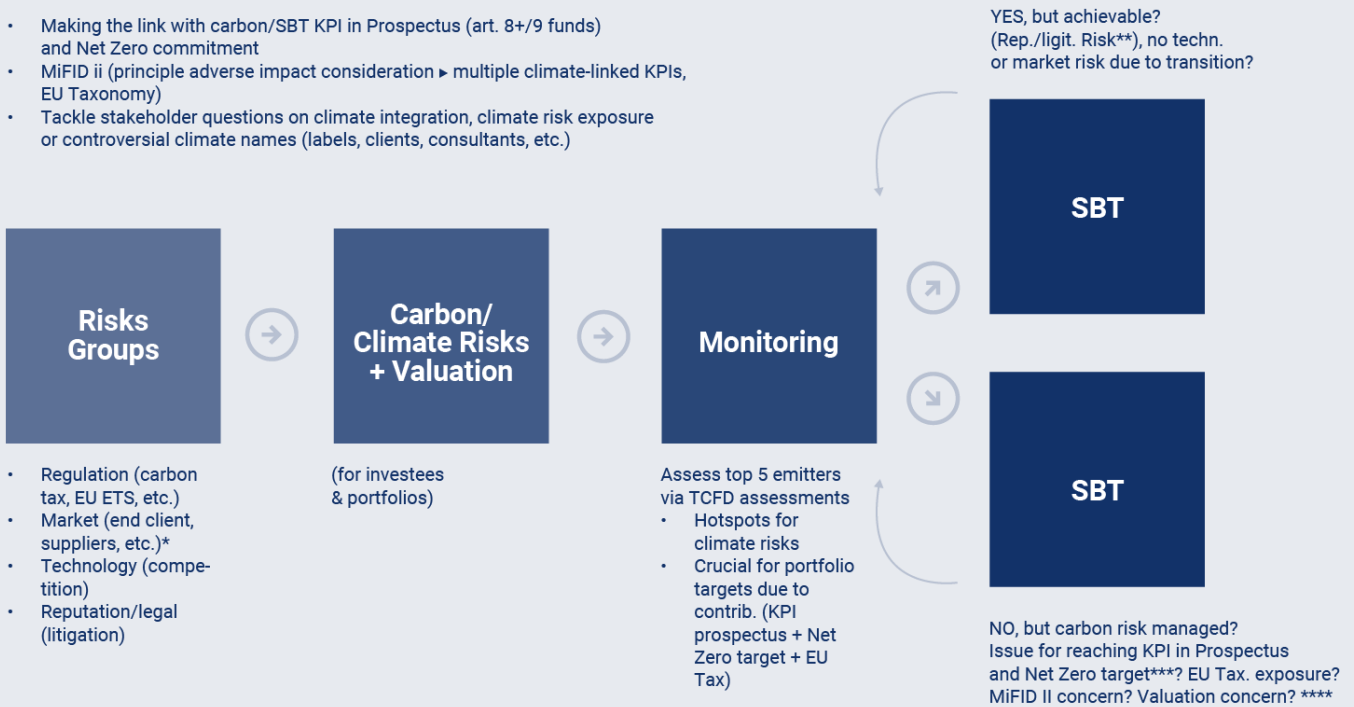 • Making the link with carbon/SBT KPI in Prospectus (art. 8+/9 funds)
and Net Zero commitment
• MiFID ii (principle adverse impact consideration ▸ multiple climate-linked KPIs,
EU Taxonomy)
• Tackle stakeholder questions on climate integration, climate risk exposure
or controversial climate names (labels, clients, consultants, etc.)
YES, but achievable?
(Rep./ligit. Risk**), no techn.
or market risk due to transition?
SBT
Risks
Groups
Carbon/
Climate Risks
+ Valuation
Monitoring
SBT
• Regulation (carbon
tax, EU ETS, etc.)
• Market (end client,
suppliers, etc.)*
• Technology (compe-
tition)
• Reputation/legal
(litigation)
(for investees
& portfolios)
Assess top 5 emitters
via TCFD assessments
• Hotspots for
climate risks
• Crucial for portfolio
targets due to
contrib. (KPI
prospectus + Net
Zero target + EU
Tax)
NO, but carbon risk managed?
Issue for reaching KPI in Prospectus
and Net Zero target***? EU Tax. exposure?
MiFID II concern? Valuation concern? ****